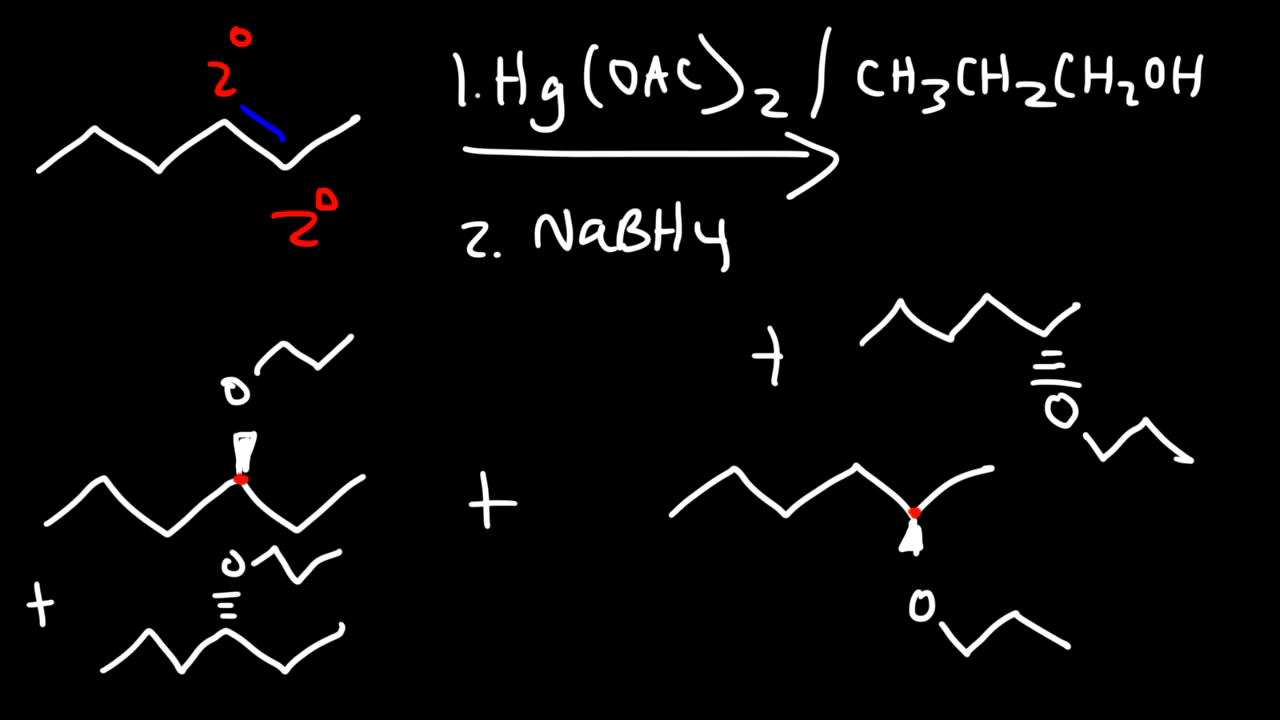 2°
1. Hg(OAC)2 / CH3CH2CH2OH
2°
2. NaBH4
+
O
O
+
O
+
O